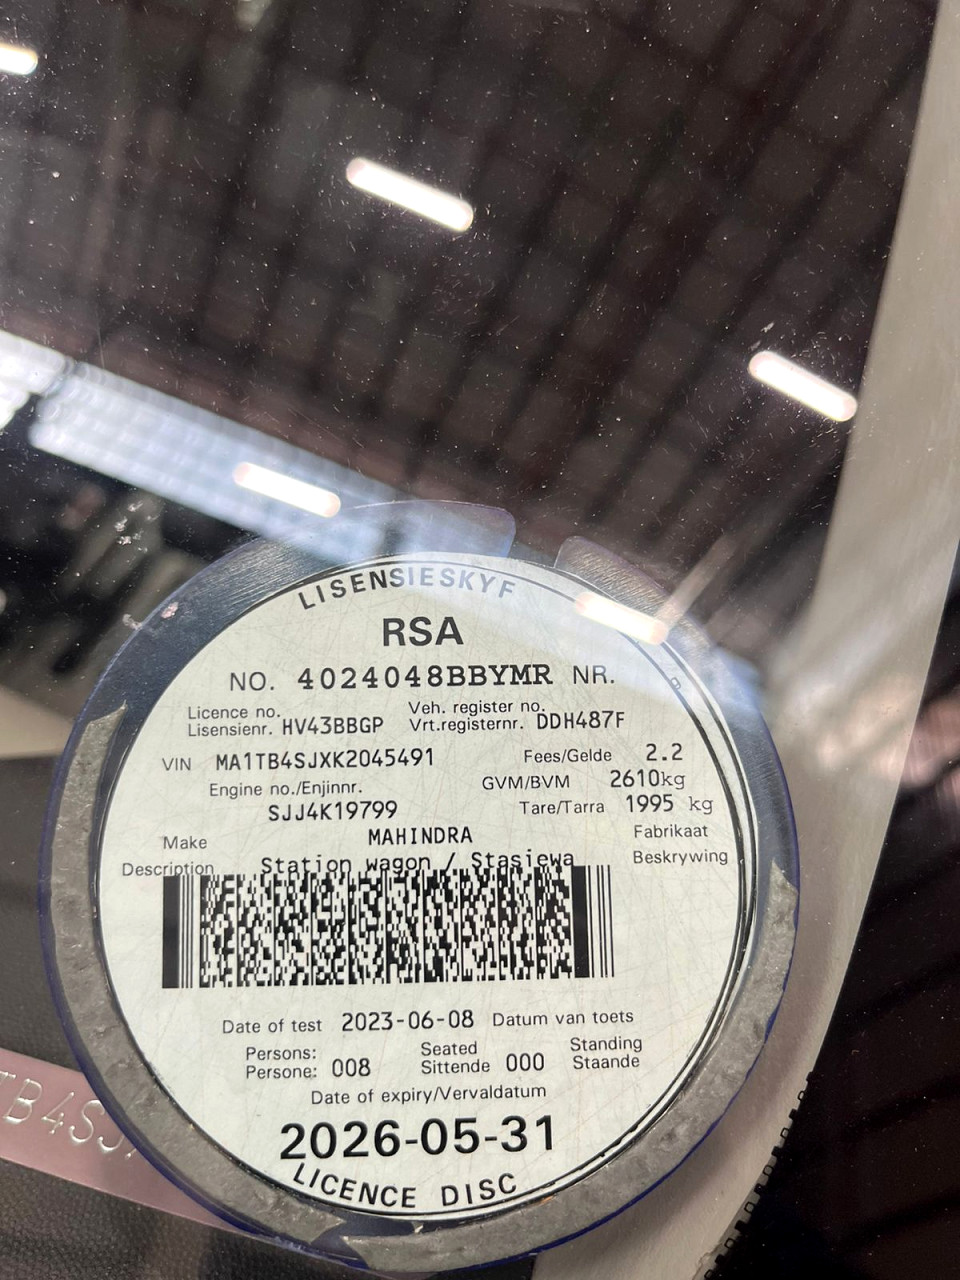 LISENSIESKYF
RSA
NO. 4024048BBYMR NR.
Licence no.
Lisensienr. HV43BBGP
Veh. register no.
Vrt.registernr. DDH487F
VIN MA1TB4SJXK2045491
Fees/Gelde 2.2
Engine no./Enjinnr.
SJJ4K19799
GVM/BVM 2610kg
Tare/Tarra 1995 kg
Make MAHINDRA Fabrikaat
Description Station wagon / Stasiewa Beskrywing
Date of test 2023-06-08 Datum van toets
Persons:
Persone: 008
Seated
Sittende 000
Standing
Staande
Date of expiry/Vervaldatum
2026-05-31
LICENCE DISC
TB4SJ